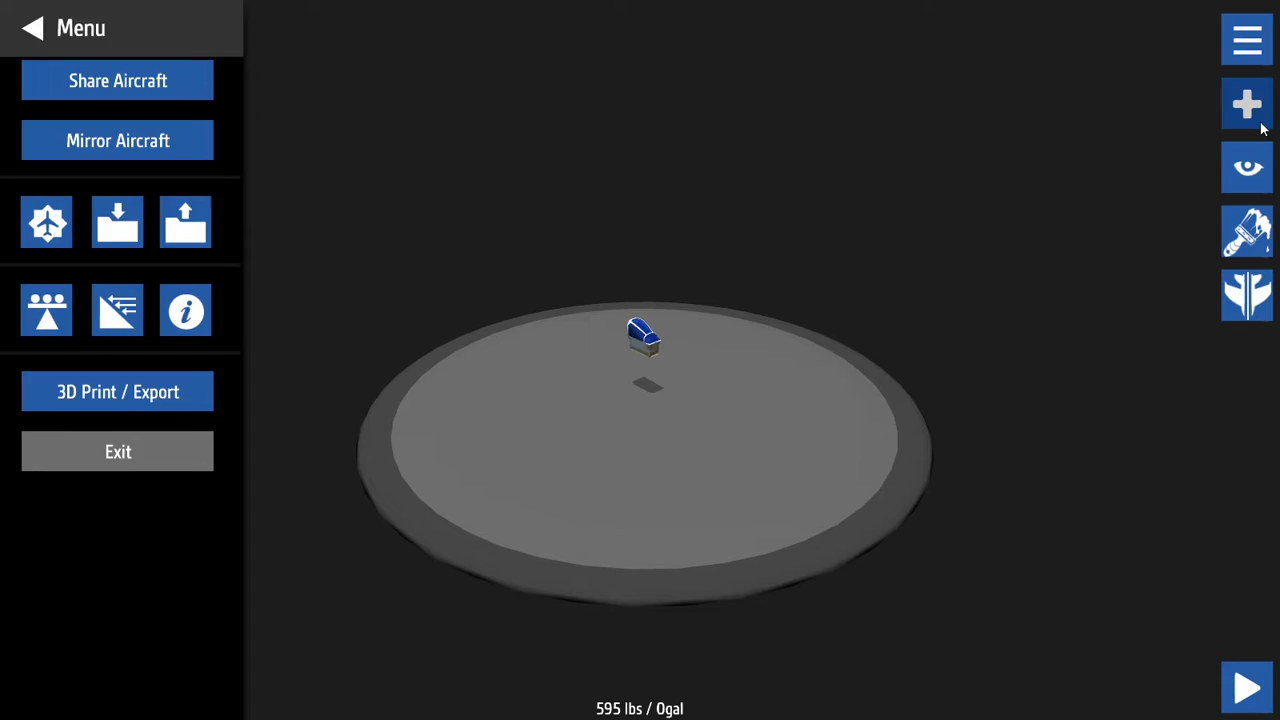 Menu
Share Aircraft
Mirror Aircraft
3D Print / Export
Exit
595 lbs / 0gal